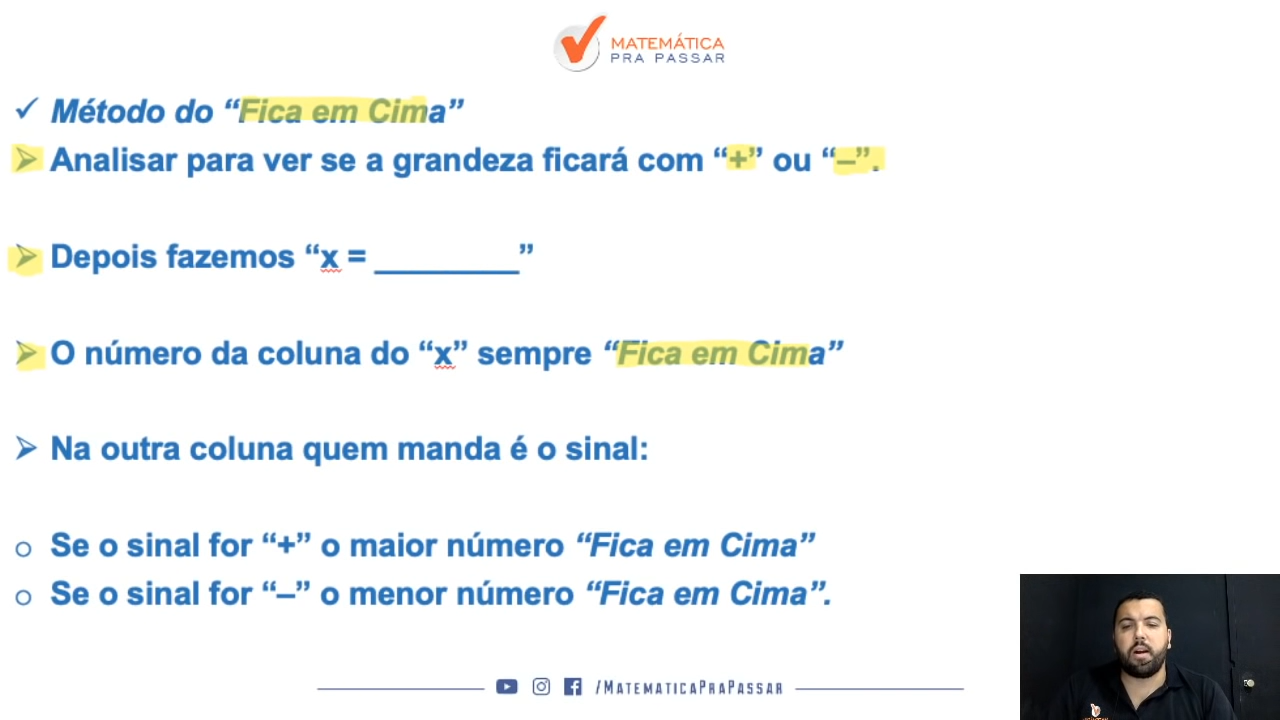 MATEMÁTICA
PRA PASSAR
✓ Método do “Fica em Cima”
➢ Analisar para ver se a grandeza ficará com “+” ou “–”.
➢ Depois fazemos “x = ________”
➢ O número da coluna do “x” sempre “Fica em Cima”
➢ Na outra coluna quem manda é o sinal:
o Se o sinal for “+” o maior número “Fica em Cima”
o Se o sinal for “–” o menor número “Fica em Cima”.
/MATEMATICAPRAPASSAR